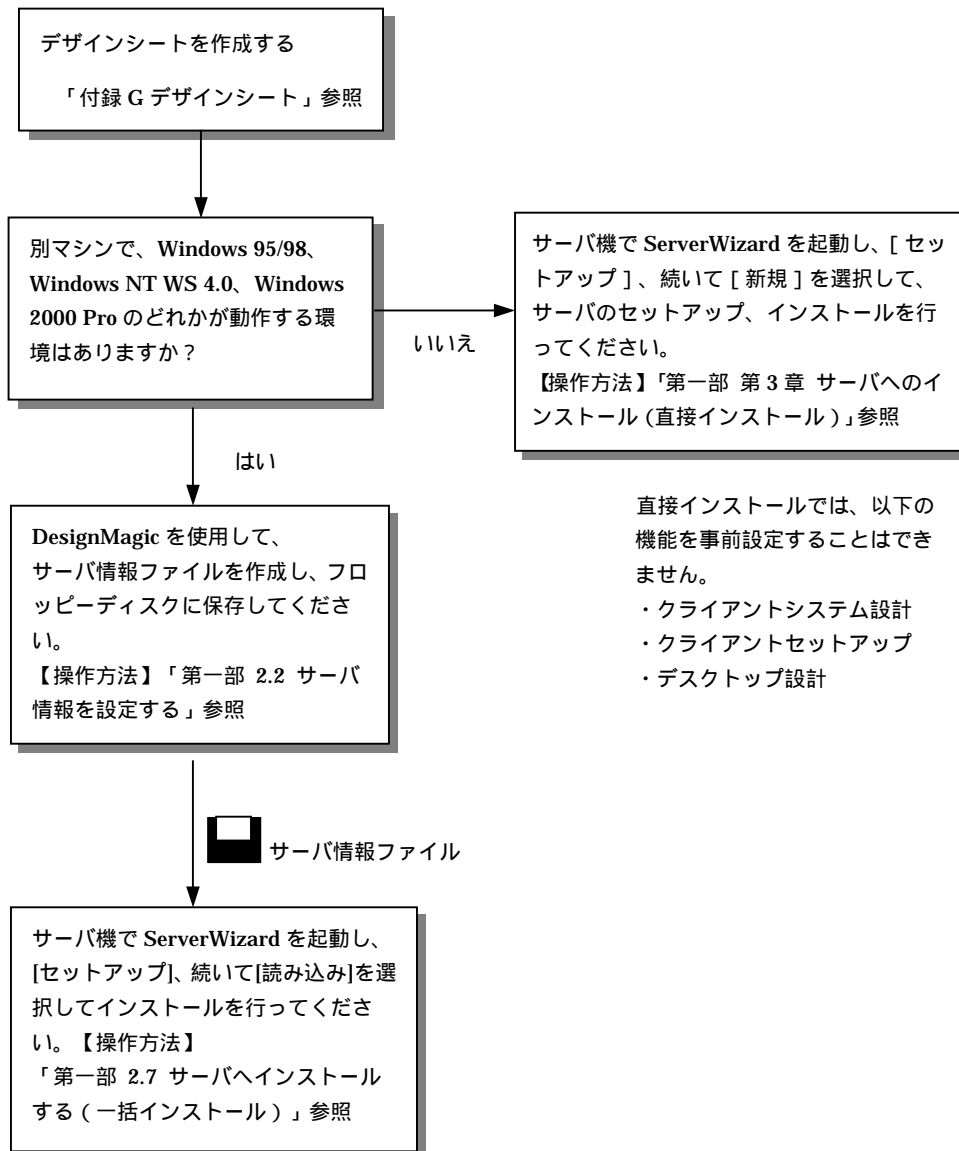 デザインシートを作成する
「付録 G デザインシート」参照
別マシンで、Windows 95/98、
Windows NT WS 4.0、Windows
2000 Pro のどれかが動作する環
境はありますか？
いいえ
サーバ機で ServerWizard を起動し、[ セッ
トアップ ] 、続いて [ 新規 ] を選択して、
サーバのセットアップ、インストールを行
ってください。
【操作方法】「第一部 第 3 章 サーバへのイ
ンストール (直接インストール )」参照
はい
直接インストールでは、以下の
機能を事前設定することはでき
ません。
・クライアントシステム設計
・クライアントセットアップ
・デスクトップ設計
DesignMagic を使用して、
サーバ情報ファイルを作成し、フロ
ッピーディスクに保存してくださ
い。
【操作方法】「第一部 2.2 サーバ
情報を設定する」参照
サーバ情報ファイル
サーバ機で ServerWizard を起動し、
[セットアップ]、続いて[読み込み]を選
択してインストールを行ってくださ
い。【操作方法】
「第一部 2.7 サーバへインストール
する ( 一括インストール ) 」参照